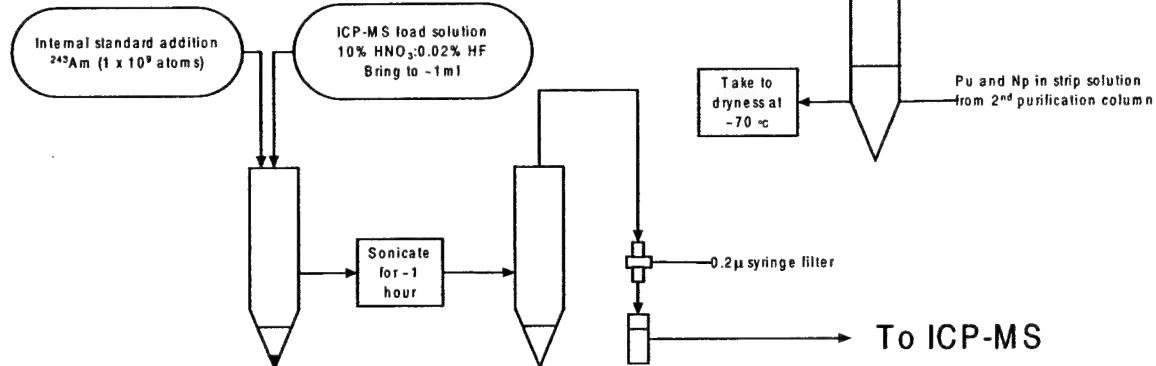 Internal standard addition
²⁴³Am (1 x 10⁹ atoms)
ICP-MS load solution
10% HNO₃:0.02% HF
Bring to ~1ml
Take to
dryness at
~70 °C
Pu and Np in strip solution
from 2ⁿᵈ purification column
Sonicate
for ~1
hour
0.2µ syringe filter
To ICP-MS